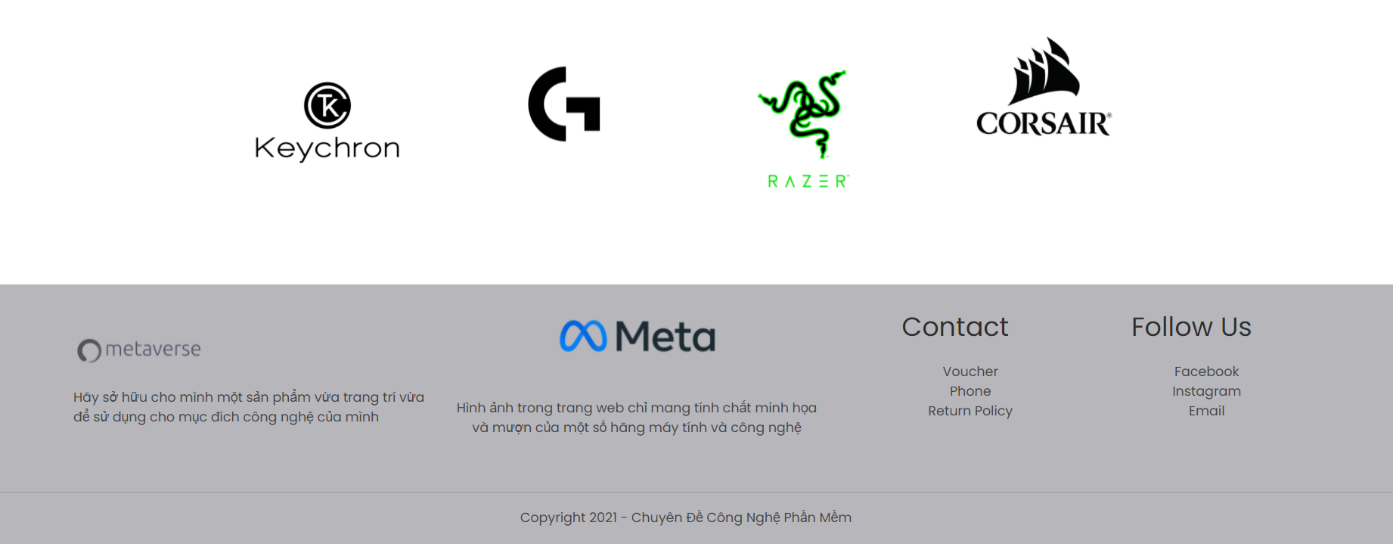 Keychron
RAZER
CORSAIR®
metaverse
Hãy sở hữu cho mình một sản phẩm vừa trang trí vừa
để sử dụng cho mục đích công nghệ của mình
Meta
Hình ảnh trong trang web chỉ mang tính chất minh họa
và mượn của một số hãng máy tính và công nghệ
Contact
Voucher
Phone
Return Policy
Follow Us
Facebook
Instagram
Email
Copyright 2021 - Chuyên Đề Công Nghệ Phần Mềm